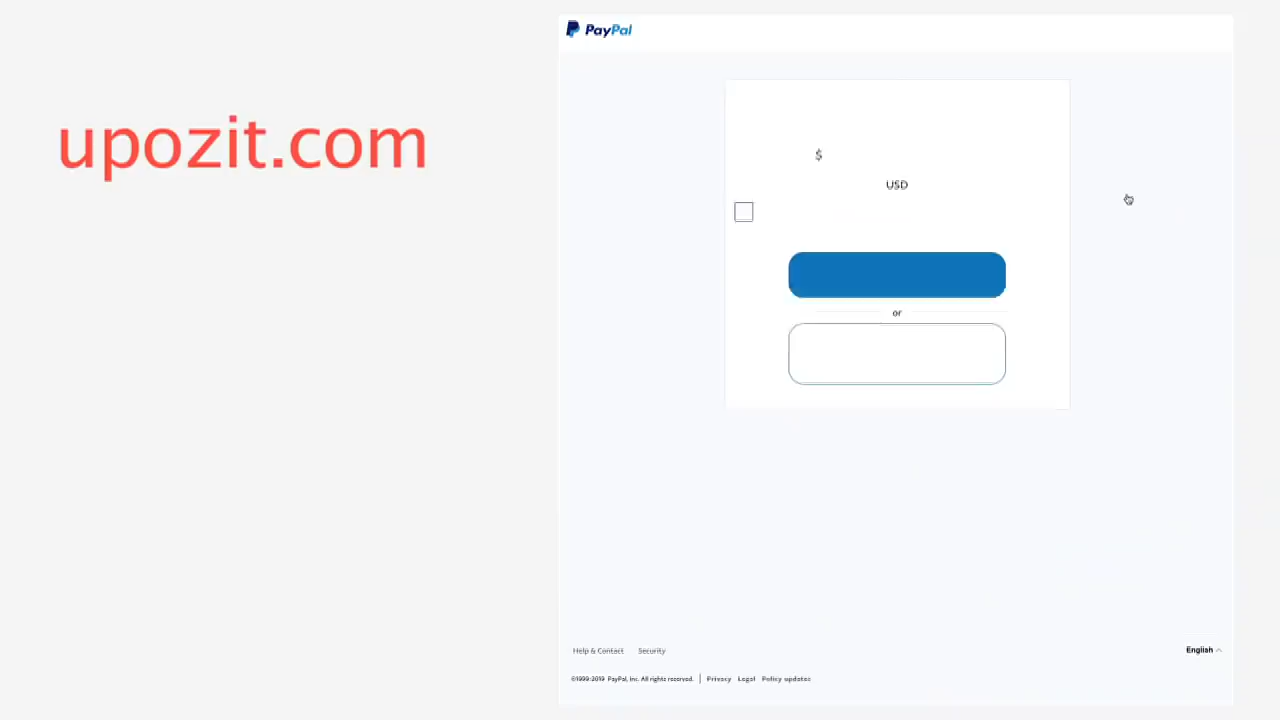 upozit.com
PayPal
$
USD
or
Help & Contact Security
English
©1999-2019 PayPal, Inc. All rights reserved. | Privacy Legal Policy updates